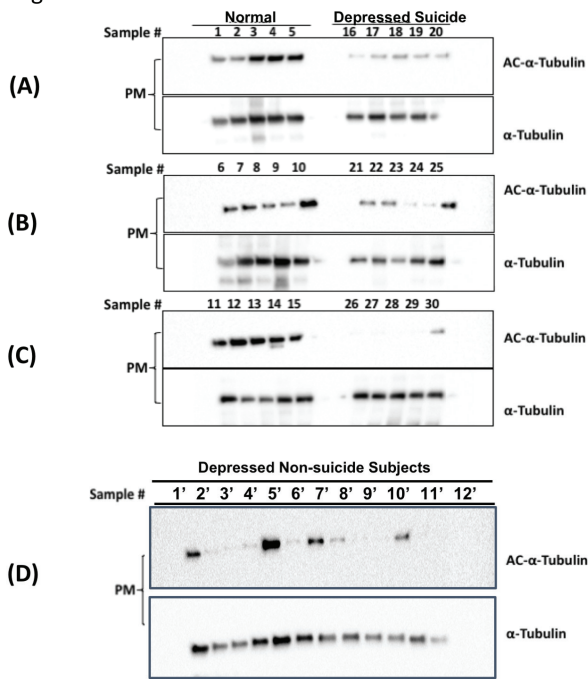 Normal Depressed Suicide
Sample # 1 2 3 4 5 16 17 18 19 20
AC-α-Tubulin
(A)
PM
α-Tubulin
Sample # 6 7 8 9 10 21 22 23 24 25
AC-α-Tubulin
(B)
PM
α-Tubulin
Sample # 11 12 13 14 15 26 27 28 29 30
AC-α-Tubulin
(C)
PM
α-Tubulin
Depressed Non-suicide Subjects
Sample # 1’ 2’ 3’ 4’ 5’ 6’ 7’ 8’ 9’ 10’ 11’ 12’
AC-α-Tubulin
(D)
PM
α-Tubulin